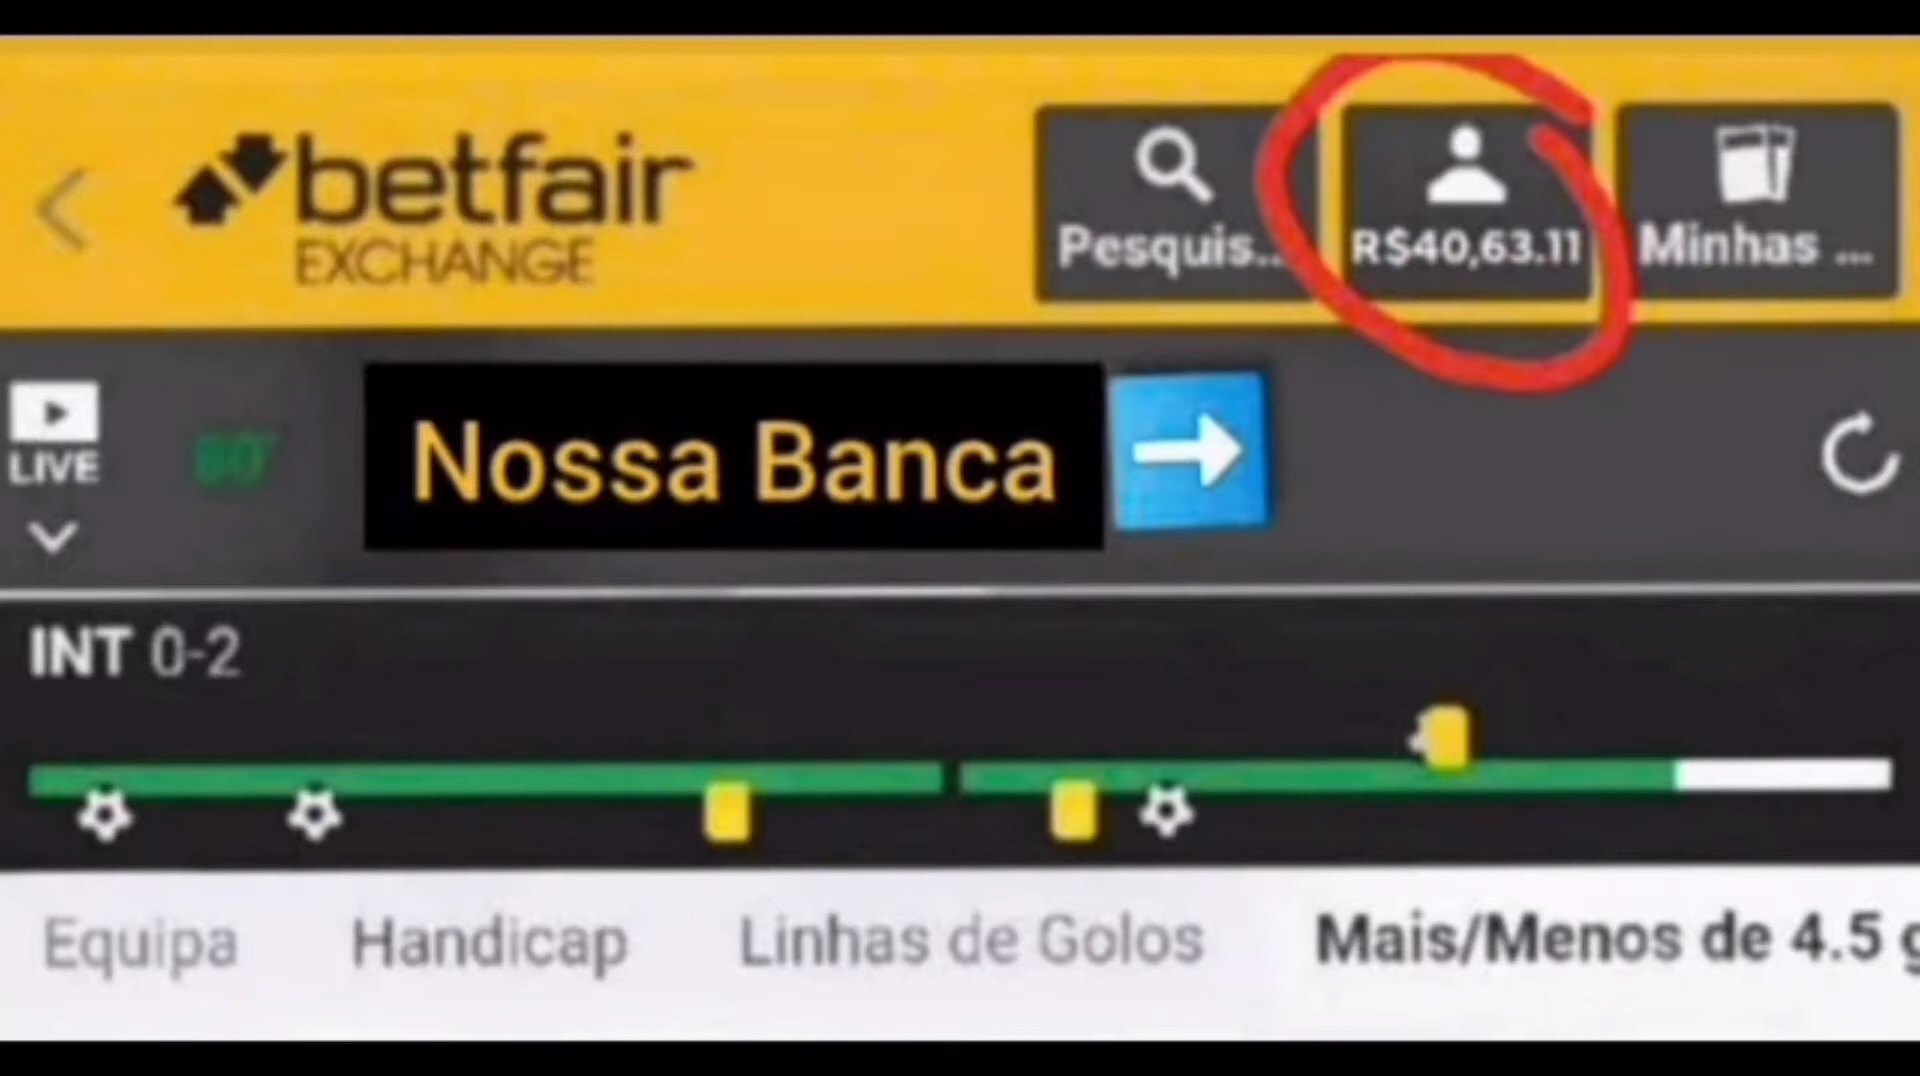 betfair
EXCHANGE
Pesquis...
R$40,63.11
Minhas ...
LIVE
Nossa Banca
INT 0-2
Equipa
Handicap
Linhas de Golos
Mais/Menos de 4.5 g